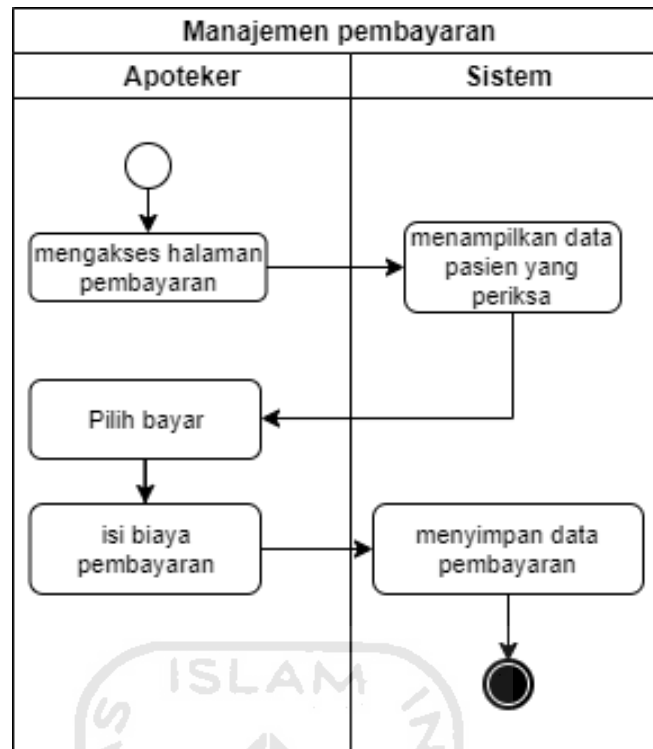 Manajemen pembayaran
Apoteker
Sistem
mengakses halaman
pembayaran
menampilkan data
pasien yang
periksa
Pilih bayar
isi biaya
pembayaran
menyimpan data
pembayaran
ISLAM